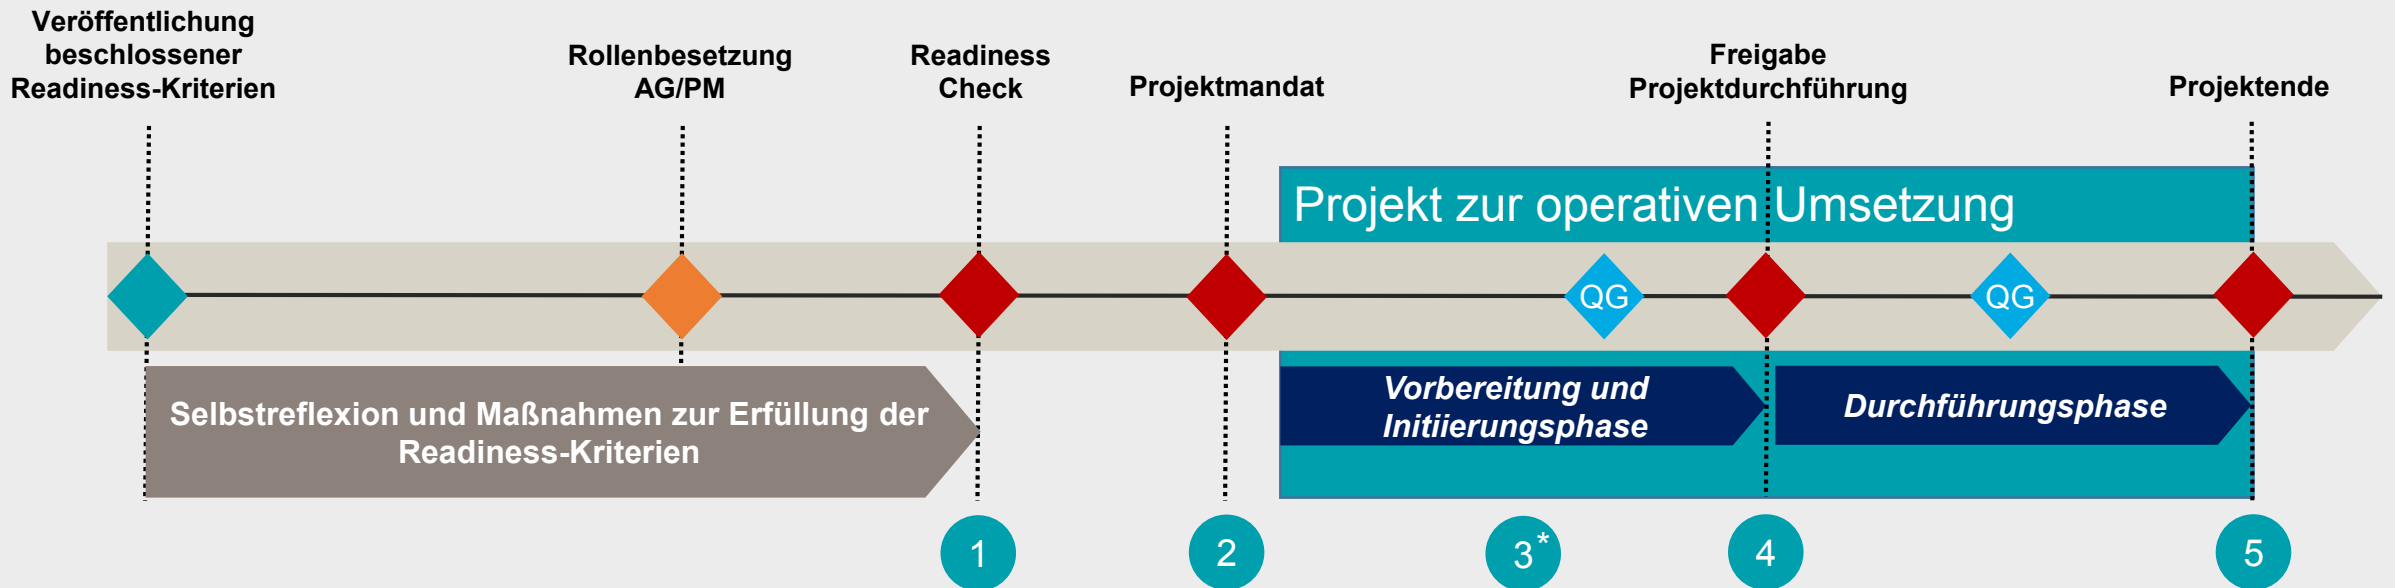 Veröffentlichung
beschlossener
Readiness-Kriterien
Rollenbesetzung
AG/PM
Readiness
Check
Projektmandat
Freigabe
Projektdurchführung
Projektende
Projekt zur operativen Umsetzung
QG
QG
Selbstreflexion und Maßnahmen zur Erfüllung der
Readiness-Kriterien
Vorbereitung und
Initiierungsphase
Durchführungsphase
1
2
3*
4
5